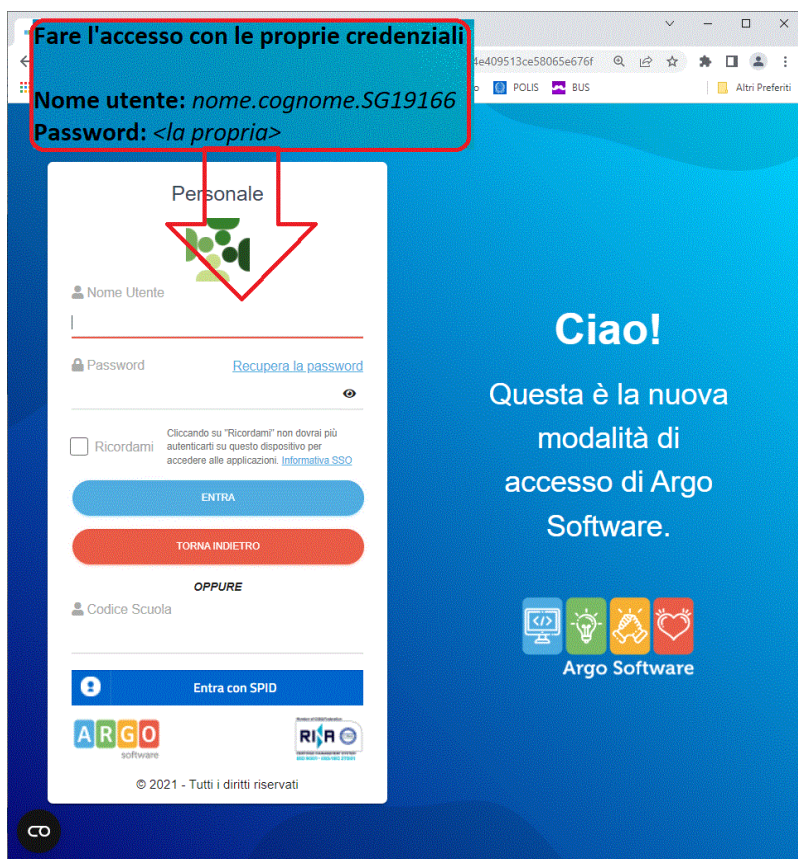 Fare l'accesso con le proprie credenziali
Nome utente: nome.cognome.SG19166
Password: <la propria>
4e409513ce58065e676f
POLIS
BUS
Altri Preferiti
Personale
Nome Utente
Password
Recupera la password
Ricordami
Cliccando su "Ricordami" non dovrai più
autenticarti su questo dispositivo per
accedere alle applicazioni. Informativa SSO
ENTRA
TORNA INDIETRO
OPPURE
Codice Scuola
Entra con SPID
ARGO
software
RINA
© 2021 - Tutti i diritti riservati
Ciao!
Questa è la nuova
modalità di
accesso di Argo
Software.
Argo Software